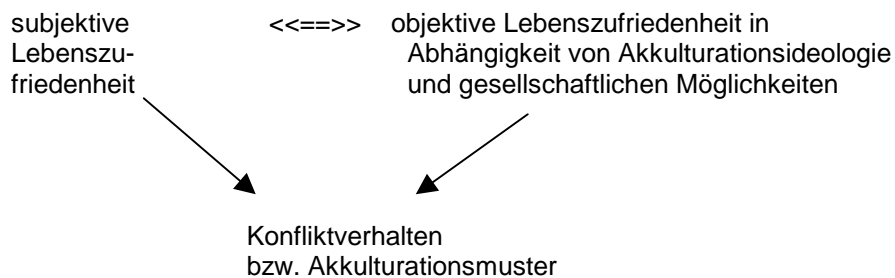 subjektive <<==>> objektive Lebenszufriedenheit in
Lebenszu- Abhängigkeit von Akkulturationsideologie
friedenheit und gesellschaftlichen Möglichkeiten
Konfliktverhalten
bzw. Akkulturationsmuster